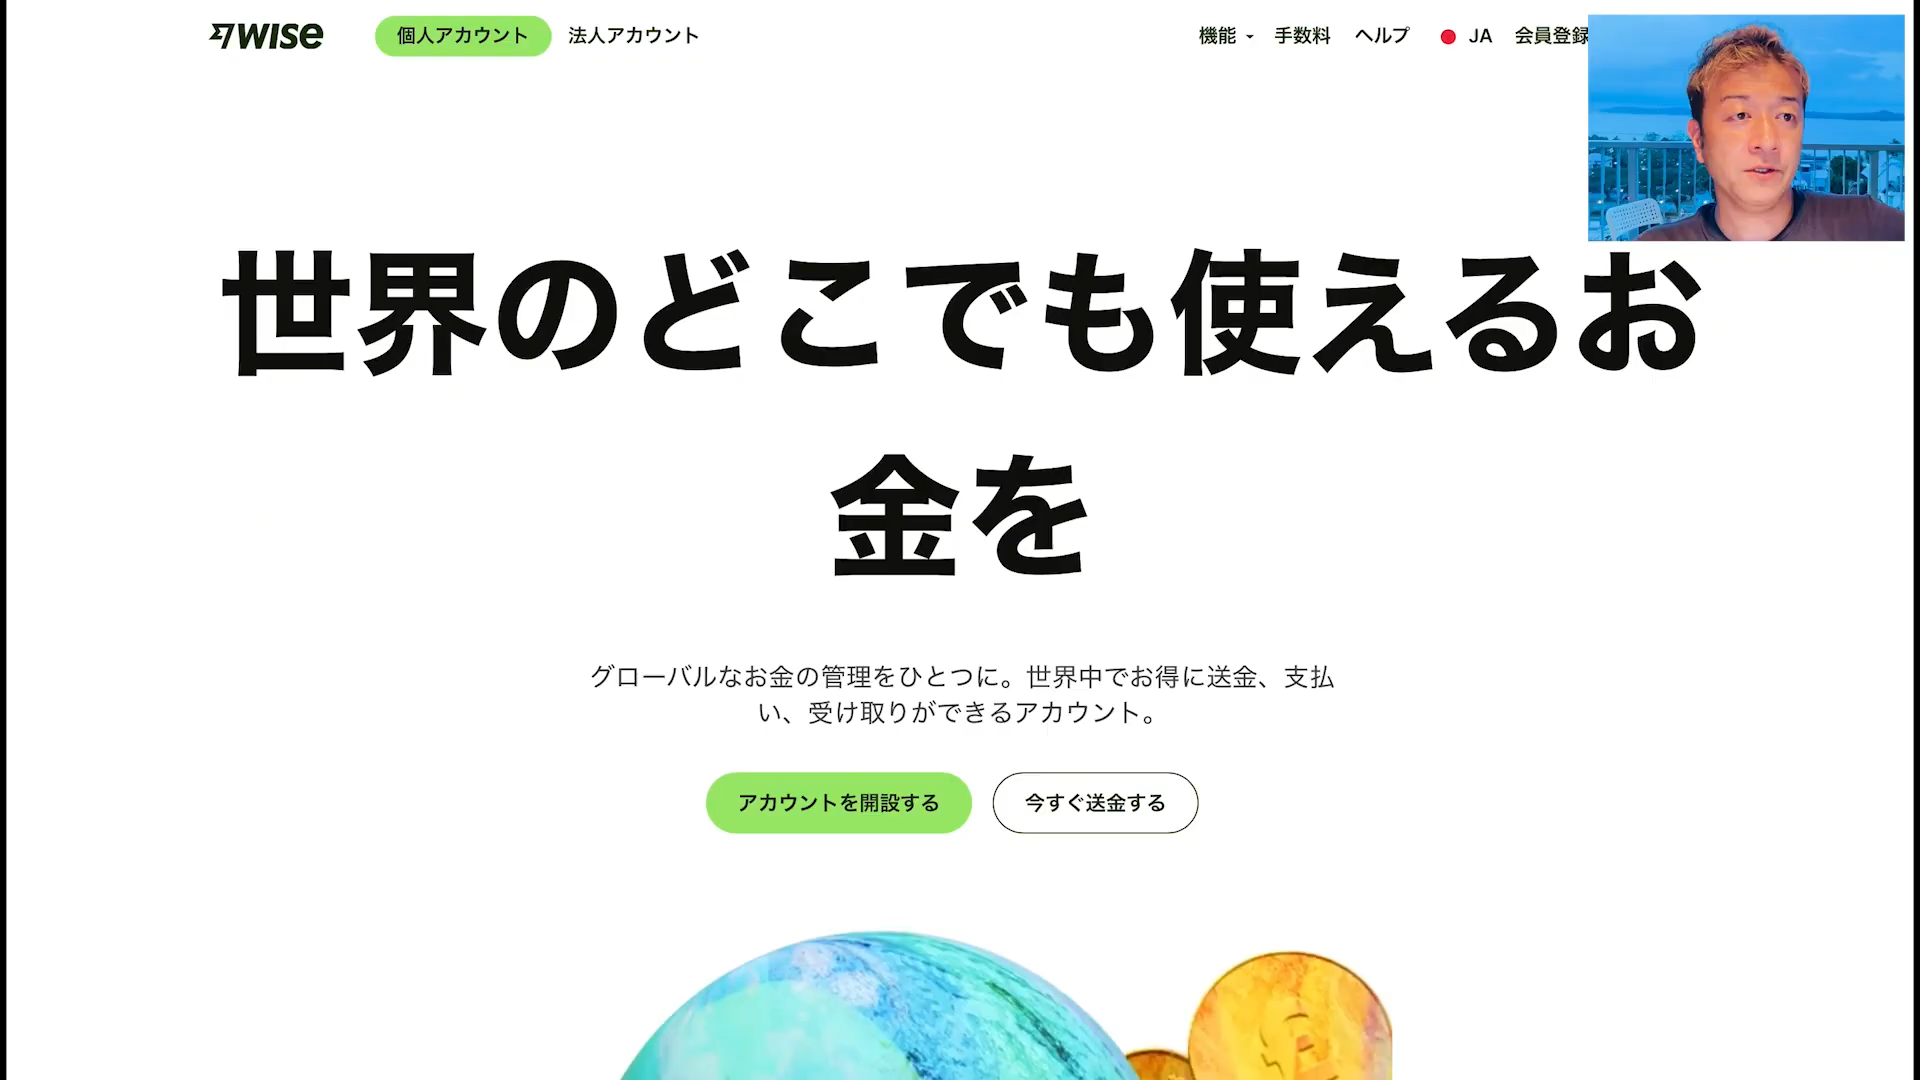 wise 個人アカウント 法人アカウント 機能 手数料 ヘルプ JA 会員登録
世界のどこでも使えるお
金を
グローバルなお金の管理をひとつに。世界中でお得に送金、支払
い、受け取りができるアカウント。
アカウントを開設する 今すぐ送金する